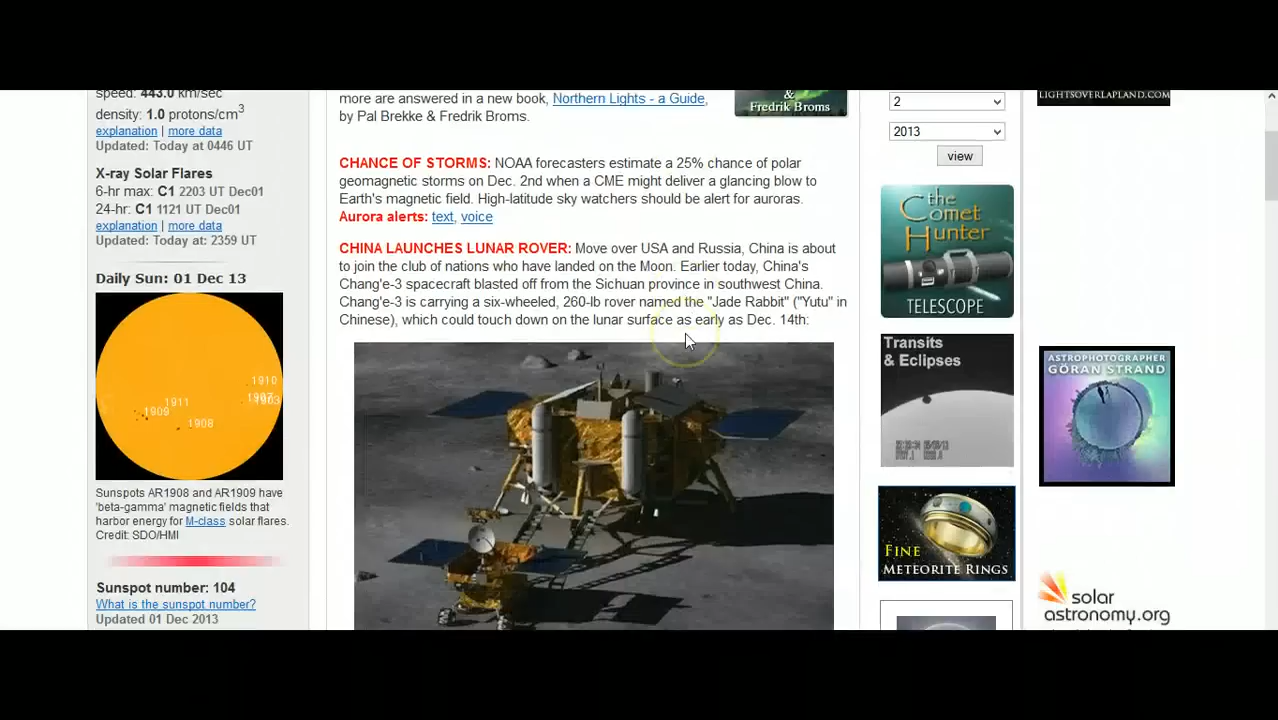 speed: 443.0 km/sec
density: 1.0 protons/cm3
explanation | more data
Updated: Today at 0446 UT
X-ray Solar Flares
6-hr max: C1 2203 UT Dec01
24-hr: C1 1121 UT Dec01
explanation | more data
Updated: Today at: 2359 UT
Daily Sun: 01 Dec 13
1910
1911
1909
1908
Sunspots AR1908 and AR1909 have
'beta-gamma' magnetic fields that
harbor energy for M-class solar flares.
Credit: SDO/HMI
Sunspot number: 104
What is the sunspot number?
Updated 01 Dec 2013
more are answered in a new book, Northern Lights - a Guide,
by Pal Brekke & Fredrik Broms.
&
Fredrik Broms
CHANCE OF STORMS: NOAA forecasters estimate a 25% chance of polar
geomagnetic storms on Dec. 2nd when a CME might deliver a glancing blow to
Earth's magnetic field. High-latitude sky watchers should be alert for auroras.
Aurora alerts: text, voice
CHINA LAUNCHES LUNAR ROVER: Move over USA and Russia, China is about
to join the club of nations who have landed on the Moon. Earlier today, China's
Chang'e-3 spacecraft blasted off from the Sichuan province in southwest China.
Chang'e-3 is carrying a six-wheeled, 260-lb rover named the "Jade Rabbit" ("Yutu" in
Chinese), which could touch down on the lunar surface as early as Dec. 14th:
2
2013
view
the
Comet
Hunter
TELESCOPE
Transits
& Eclipses
FINE
METEORITE RINGS
LIGHTSOVERLAPLAND.COM
ASTROPHOTOGRAPHER
GÖRAN STRAND
solar
astronomy.org